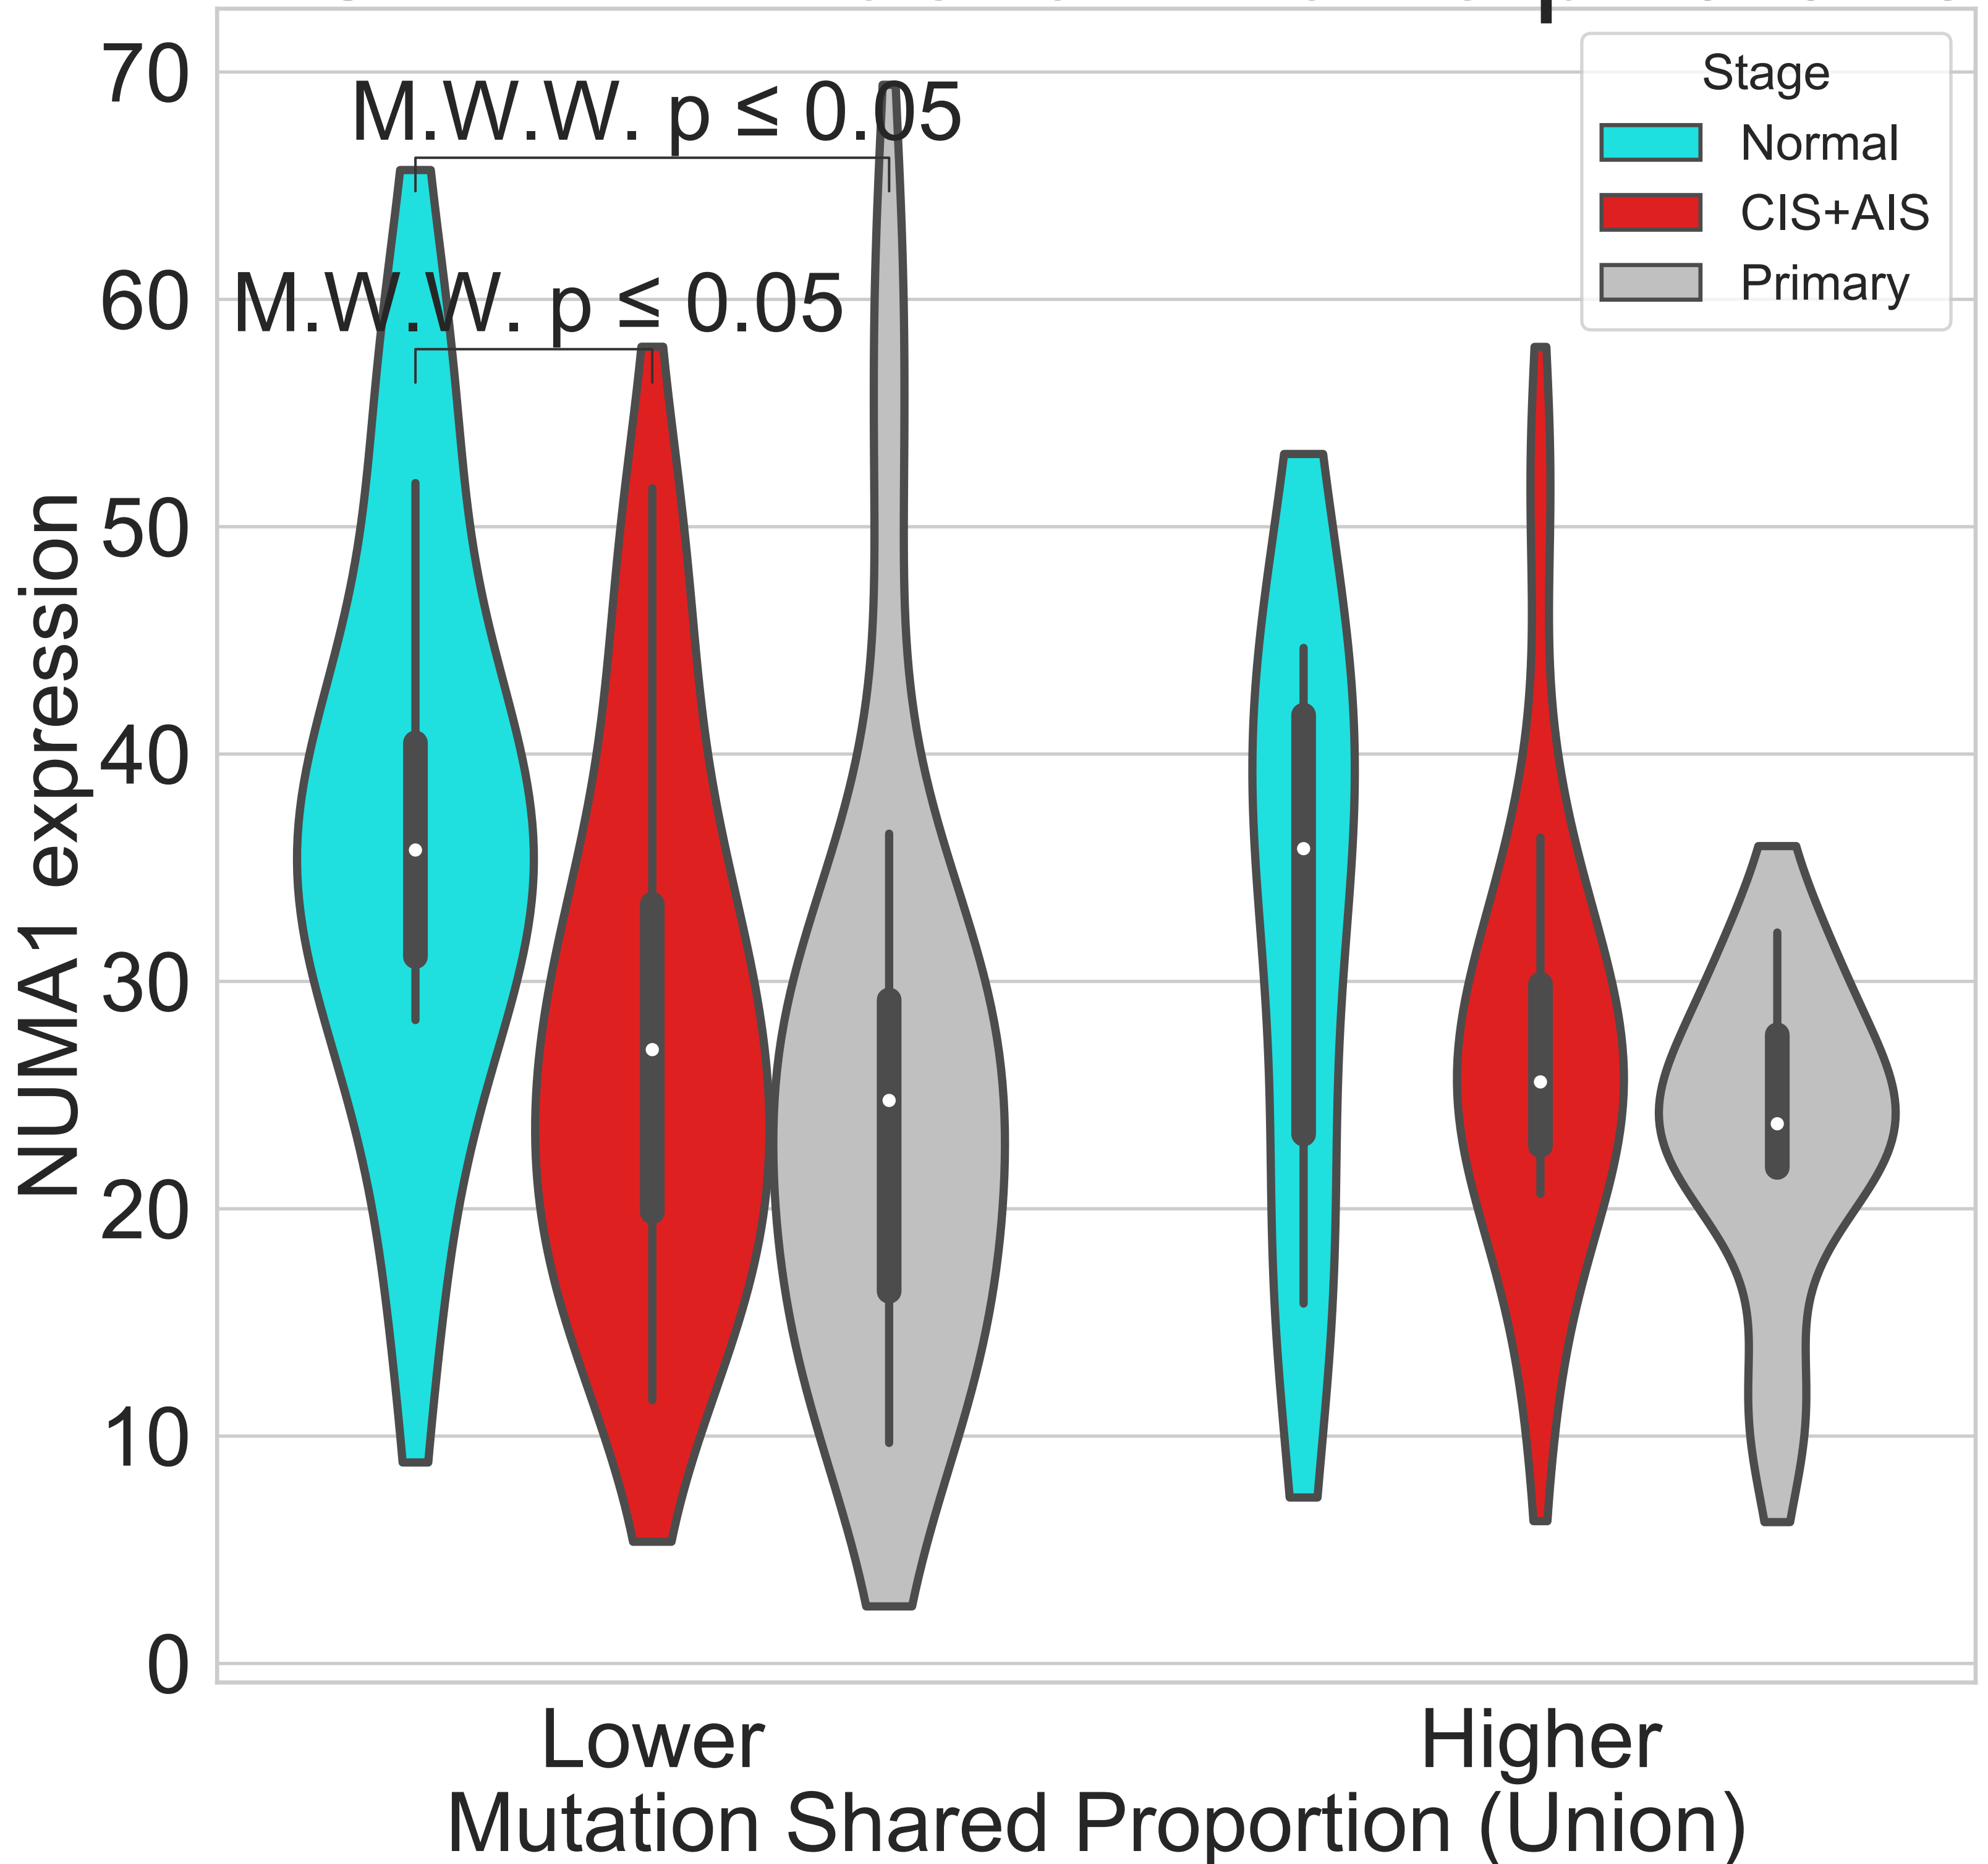 Stage
Normal
CIS+AIS
Primary
M.W.W. p ≤ 0.05
M.W.W. p ≤ 0.05
NUMA1 expression
70
60
50
40
30
20
10
0
Lower
Higher
Mutation Shared Proportion (Union)